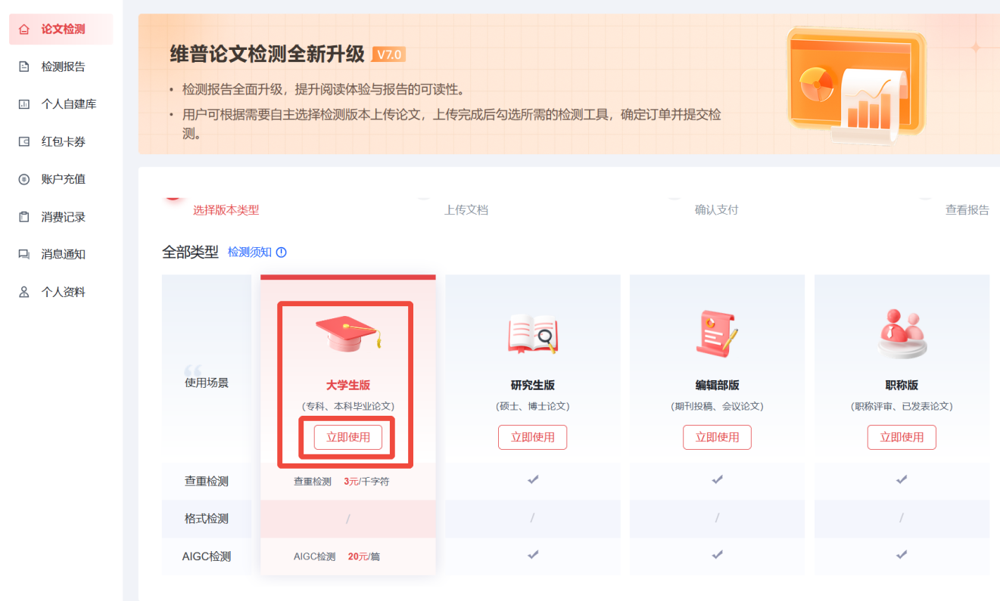 论文检测
检测报告
个人自建库
红包卡券
账户充值
消费记录
消息通知
个人资料
维普论文检测全新升级 V7.0
• 检测报告全面升级，提升阅读体验与报告的可读性。
• 用户可根据需要自主选择检测版本上传论文，上传完成后勾选所需的检测工具，确定订单并提交检
测。
选择版本类型 上传文档 确认支付 查看报告
全部类型 检测须知
使用场景
大学生版
(专科、本科毕业论文)
立即使用
研究生版
(硕士、博士论文)
立即使用
编辑部版
(期刊投稿、会议论文)
立即使用
职称版
(职称评审、已发表论文)
立即使用
查重检测 查重检测 3元/千字符 ✓ ✓ ✓
格式检测 / / / /
AIGC检测 AIGC检测 20元/篇 ✓ ✓ ✓